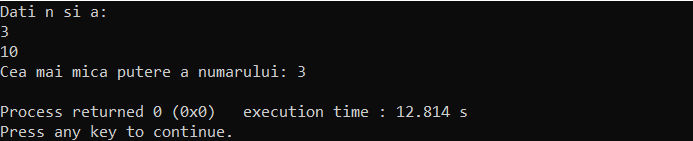 Dati n si a:
3
10
Cea mai mica putere a numarului: 3
Process returned 0 (0x0)   execution time : 12.814 s
Press any key to continue.